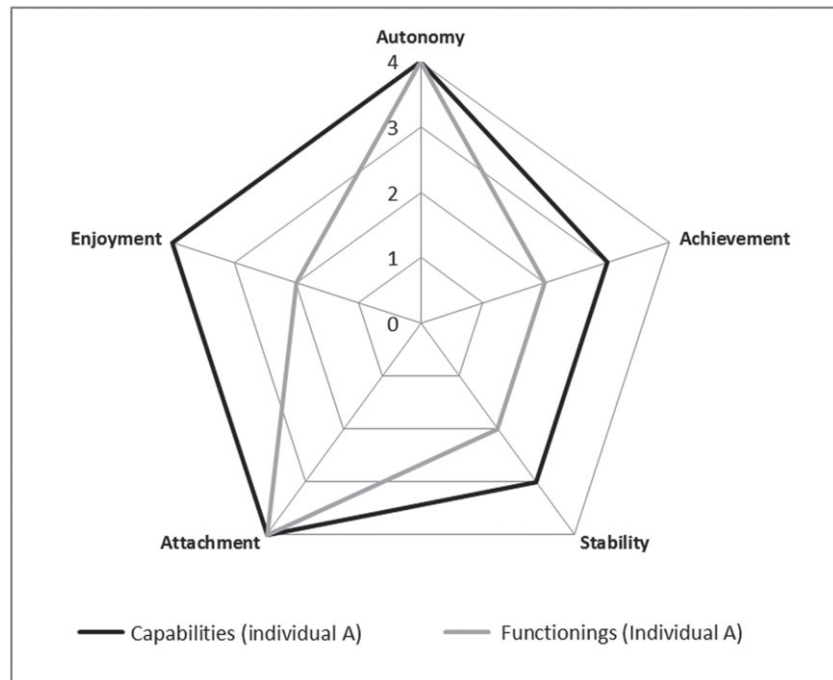 Autonomy
4
3
2
1
0
Enjoyment
Achievement
Attachment
Stability
Capabilities (individual A)
Functionings (Individual A)